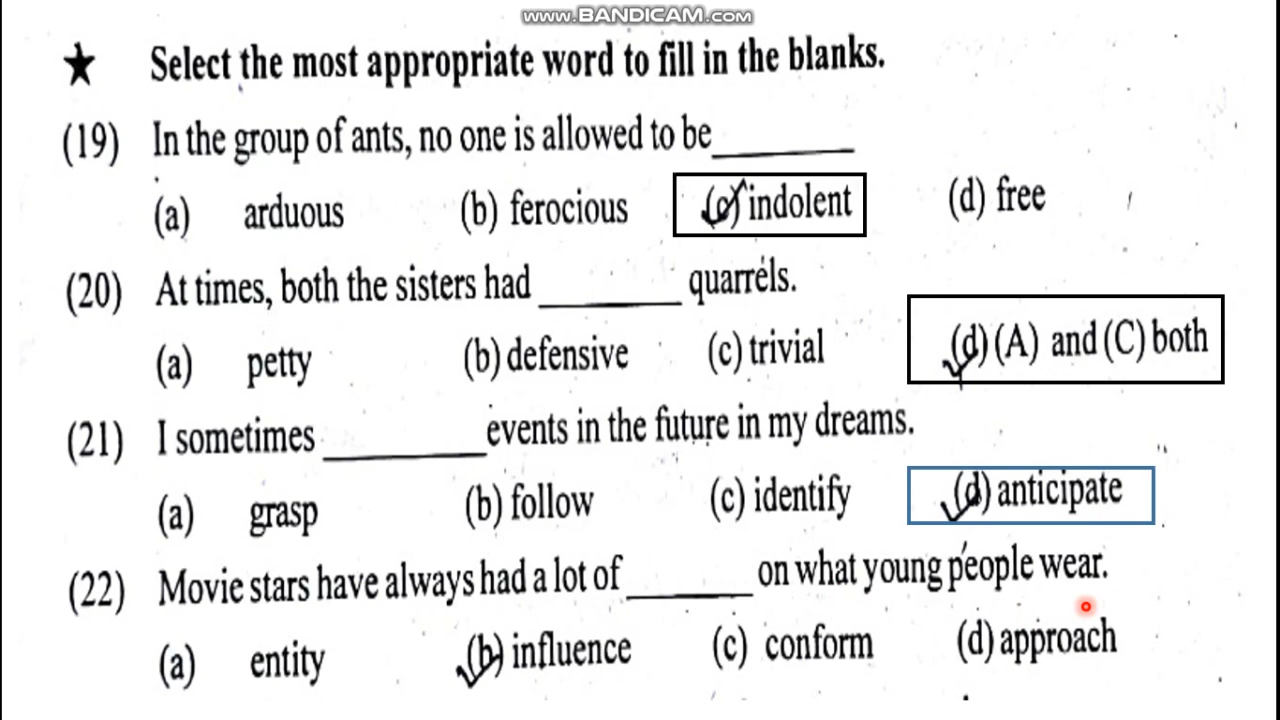 www.BANDICAM.com
★ Select the most appropriate word to fill in the blanks.
(19) In the group of ants, no one is allowed to be________
(a) arduous (b) ferocious (c) indolent (d) free
(20) At times, both the sisters had ________ quarrels.
(a) petty (b) defensive (c) trivial (d) (A) and (C) both
(21) I sometimes ________ events in the future in my dreams.
(a) grasp (b) follow (c) identify (d) anticipate
(22) Movie stars have always had a lot of ________ on what young people wear.
(a) entity (b) influence (c) conform (d) approach